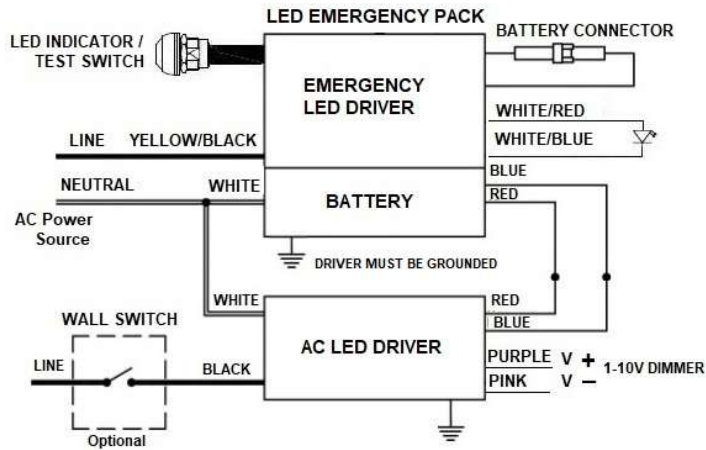 LED EMERGENCY PACK
LED INDICATOR /
TEST SWITCH
BATTERY CONNECTOR
EMERGENCY
LED DRIVER
WHITE/RED
WHITE/BLUE
LINE YELLOW/BLACK
BLUE
NEUTRAL WHITE
BATTERY
RED
AC Power
Source
DRIVER MUST BE GROUNDED
WHITE
RED
WALL SWITCH
BLUE
AC LED DRIVER
LINE
BLACK
PURPLE V +
1-10V DIMMER
PINK V −
Optional